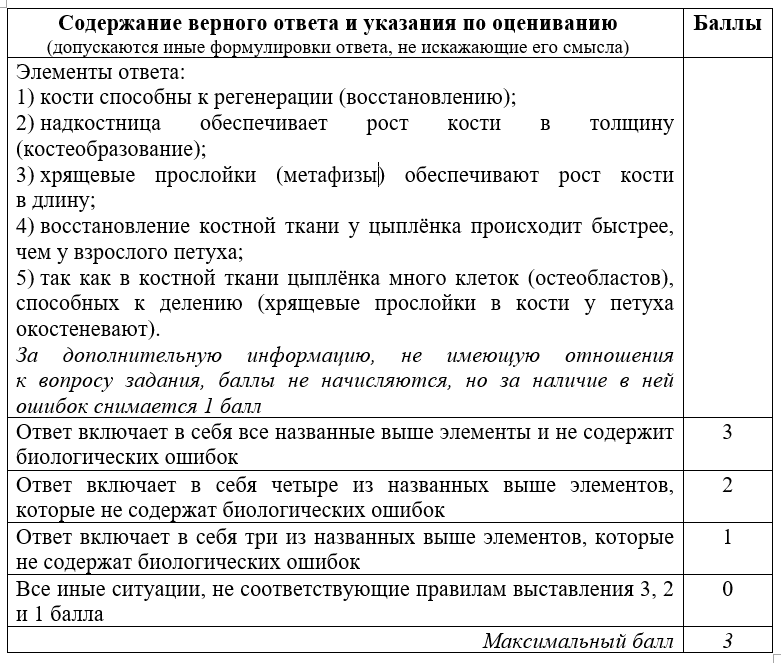 Содержание верного ответа и указания по оцениванию
(допускаются иные формулировки ответа, не искажающие его смысла)
Баллы
Элементы ответа:
1) кости способны к регенерации (восстановлению);
2) надкостница обеспечивает рост кости в толщину
(костеобразование);
3) хрящевые прослойки (метафизы) обеспечивают рост кости
в длину;
4) восстановление костной ткани у цыплёнка происходит быстрее,
чем у взрослого петуха;
5) так как в костной ткани цыплёнка много клеток (остеобластов),
способных к делению (хрящевые прослойки в кости у петуха
окостеневают).
За дополнительную информацию, не имеющую отношения
к вопросу задания, баллы не начисляются, но за наличие в ней
ошибок снимается 1 балл
Ответ включает в себя все названные выше элементы и не содержит
биологических ошибок
3
Ответ включает в себя четыре из названных выше элементов,
которые не содержат биологических ошибок
2
Ответ включает в себя три из названных выше элементов, которые
не содержат биологических ошибок
1
Все иные ситуации, не соответствующие правилам выставления 3, 2
и 1 балла
0
Максимальный балл
3